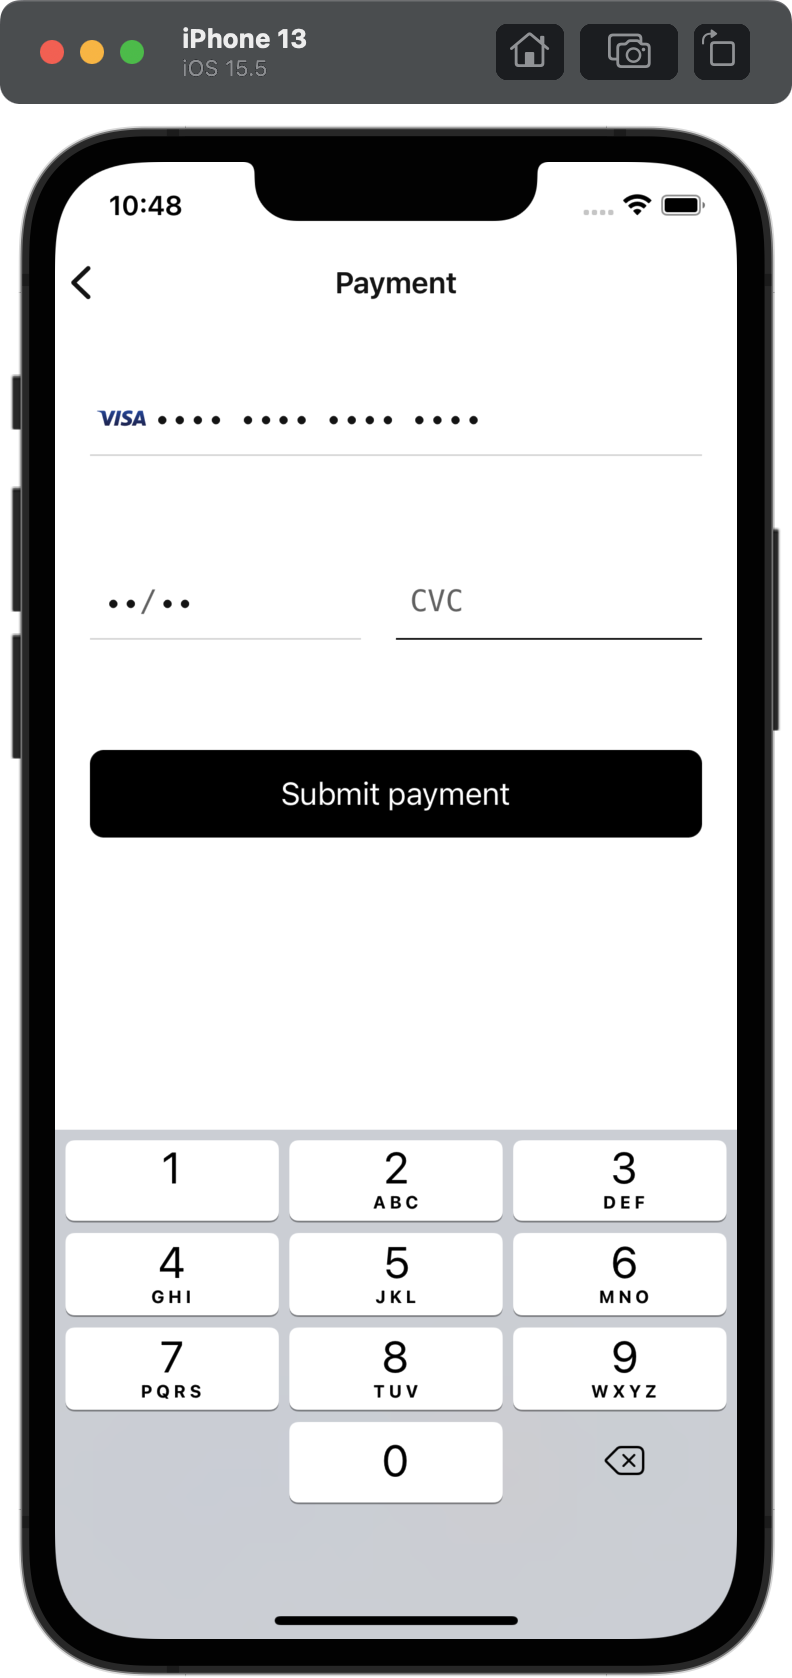 iPhone 13
iOS 15.5
10:48
Payment
VISA •••• •••• •••• ••••
••/•• CVC
Submit payment
1 2 3
ABC DEF
4 5 6
GHI JKL MNO
7 8 9
PQRS TUV WXYZ
0